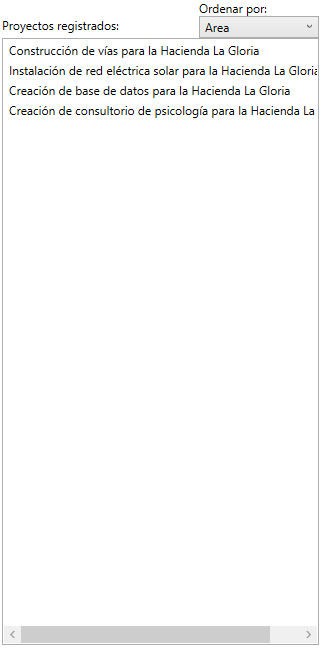 Ordenar por:
Proyectos registrados:
Area
Construcción de vías para la Hacienda La Gloria
Instalación de red eléctrica solar para la Hacienda La Gloria
Creación de base de datos para la Hacienda La Gloria
Creación de consultorio de psicología para la Hacienda La